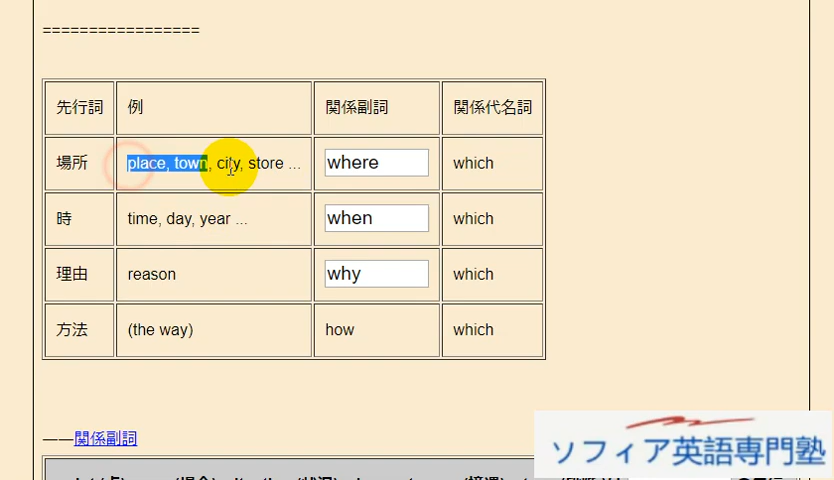 =================
先行詞 例 関係副詞 関係代名詞
場所 place, town, city, store ... where which
時 time, day, year ... when which
理由 reason why which
方法 (the way) how which
——関係副詞
ソフィア英語専門塾